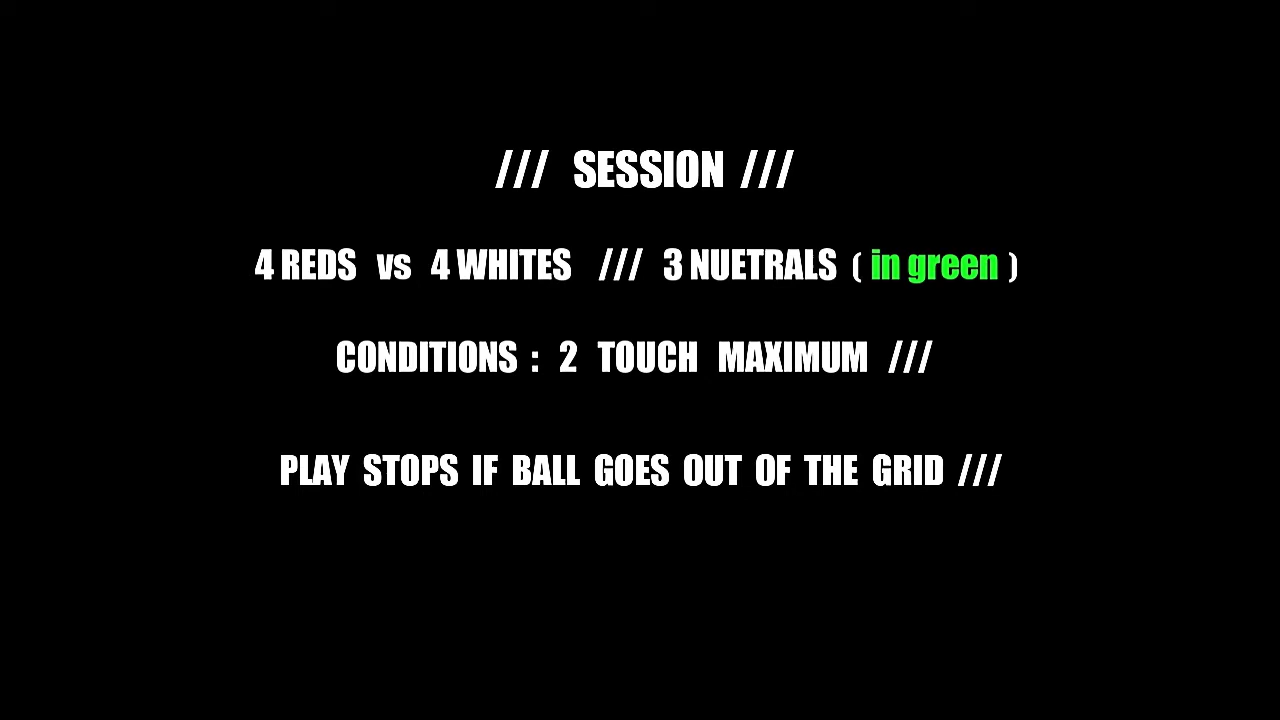 /// SESSION ///
4 REDS vs 4 WHITES /// 3 NUETRALS ( in green )
CONDITIONS : 2 TOUCH MAXIMUM ///
PLAY STOPS IF BALL GOES OUT OF THE GRID ///